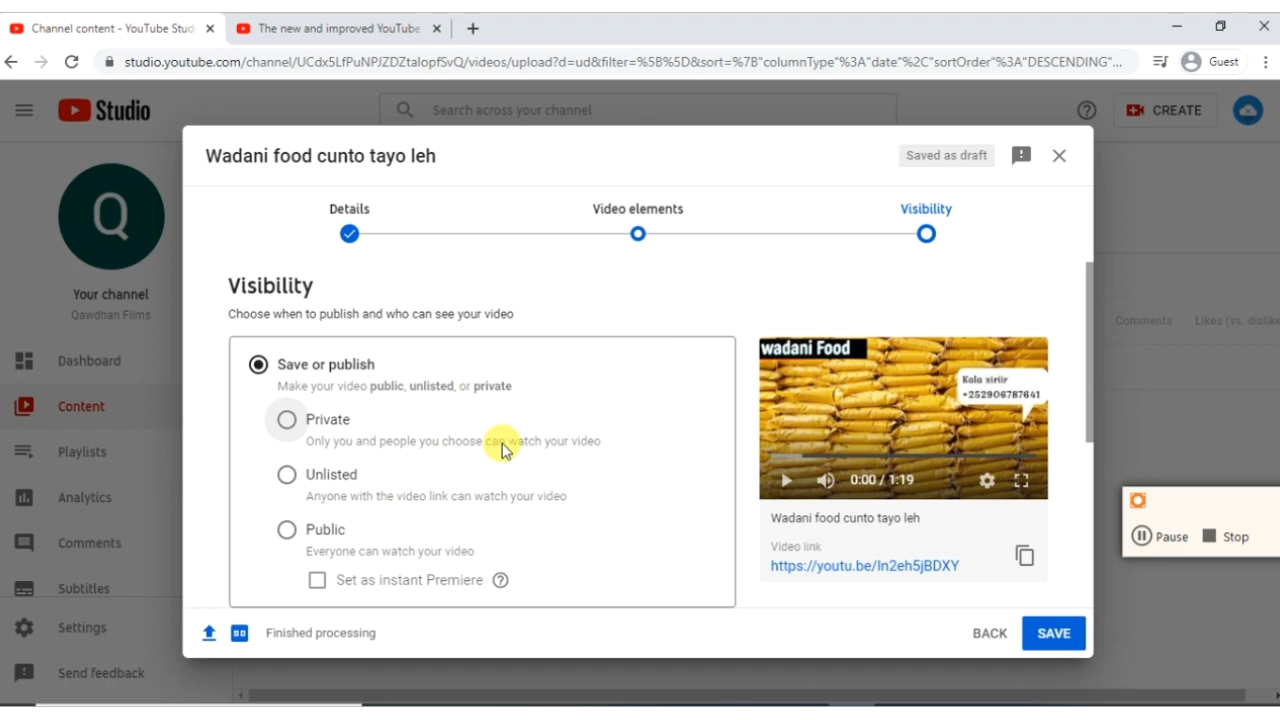 Channel content - YouTube Stud
The new and improved YouTube
studio.youtube.com/channel/UCdx5LfPuNPJZDZtaIopfSvQ/videos/upload?d=ud&filter=%5B%5D&sort=%7B"columnType"%3A"date"%2C"sortOrder"%3A"DESCENDING"...
Guest
Studio
Search across your channel
CREATE
Wadani food cunto tayo leh
Saved as draft
Details
Video elements
Visibility
Q
Your channel
Qawdhan Films
Dashboard
Content
Playlists
Analytics
Comments
Subtitles
Settings
Send feedback
Visibility
Choose when to publish and who can see your video
Save or publish
Make your video public, unlisted, or private
Private
Only you and people you choose can watch your video
Unlisted
Anyone with the video link can watch your video
Public
Everyone can watch your video
Set as instant Premiere
wadani Food
Kala xiriir
+252906787641
0:00 / 1:19
Wadani food cunto tayo leh
Video link
https://youtu.be/In2eh5jBDXY
Comments
Likes (vs. dislike
Pause
Stop
SD
Finished processing
BACK
SAVE